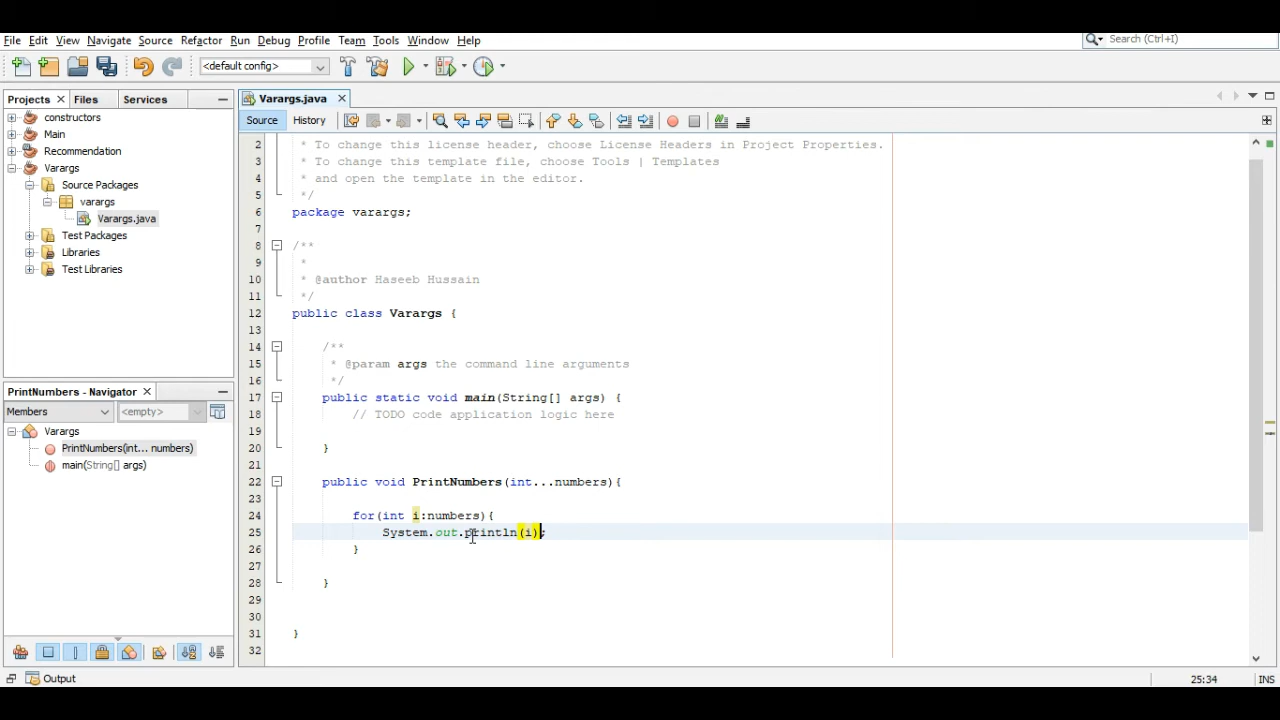 File Edit View Navigate Source Refactor Run Debug Profile Team Tools Window Help
Search (Ctrl+I)
<default config>
Projects Files Services
Varargs.java
constructors
Main
Recommendation
Varargs
Source Packages
varargs
Varargs.java
Test Packages
Libraries
Test Libraries
PrintNumbers - Navigator
Members <empty>
Varargs
PrintNumbers(int... numbers)
main(String[] args)
Source History
2 * To change this license header, choose License Headers in Project Properties.
3 * To change this template file, choose Tools | Templates
4 * and open the template in the editor.
5 */
6 package varargs;
7
8 /**
9 *
10 * @author Haseeb Hussain
11 */
12 public class Varargs {
13
14 /**
15 * @param args the command line arguments
16 */
17 public static void main(String[] args) {
18 // TODO code application logic here
19
20 }
21
22 public void PrintNumbers(int...numbers){
23
24 for(int i:numbers){
25 System.out.println(i);
26 }
27
28 }
29
30
31 }
32
Output
25:34 INS